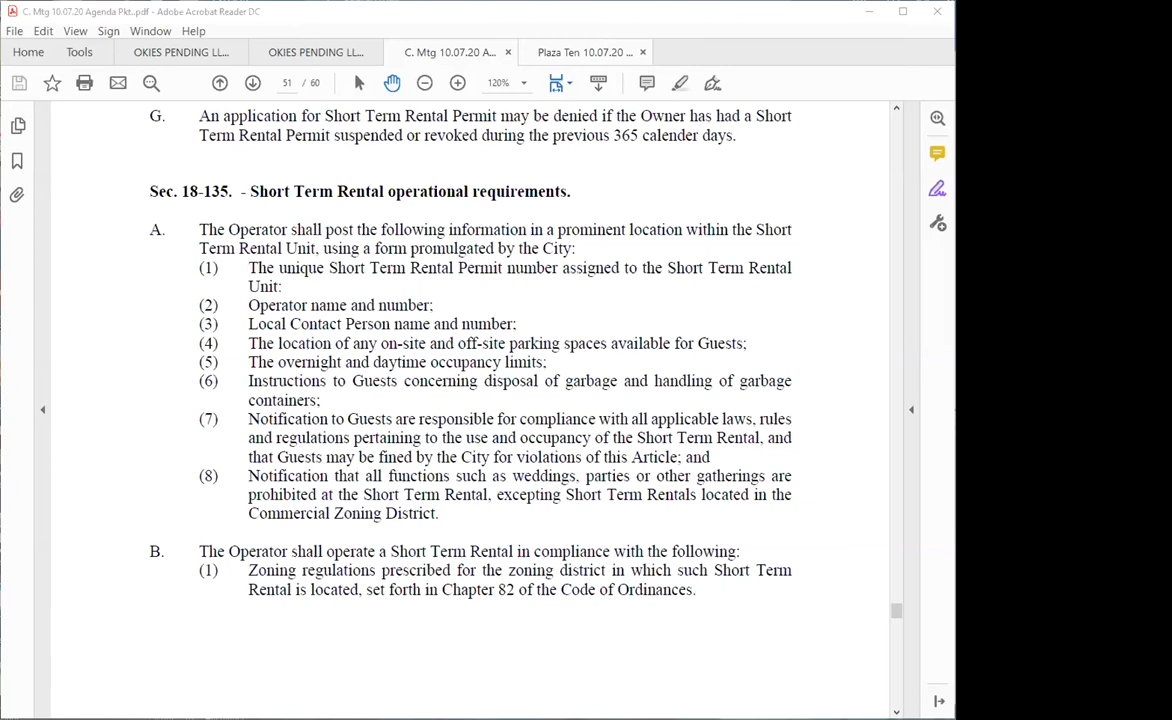 C. Mtg 10.07.20 Agenda Pkt..pdf - Adobe Acrobat Reader DC
File Edit View Sign Window Help
Home Tools OKIES PENDING LL... OKIES PENDING LL... C. Mtg 10.07.20 A... × Plaza Ten 10.07.20 ... ×
51 / 60 120%
G. An application for Short Term Rental Permit may be denied if the Owner has had a Short
Term Rental Permit suspended or revoked during the previous 365 calender days.
Sec. 18-135. - Short Term Rental operational requirements.
A. The Operator shall post the following information in a prominent location within the Short
Term Rental Unit, using a form promulgated by the City:
(1) The unique Short Term Rental Permit number assigned to the Short Term Rental
Unit:
(2) Operator name and number;
(3) Local Contact Person name and number;
(4) The location of any on-site and off-site parking spaces available for Guests;
(5) The overnight and daytime occupancy limits;
(6) Instructions to Guests concerning disposal of garbage and handling of garbage
containers;
(7) Notification to Guests are responsible for compliance with all applicable laws, rules
and regulations pertaining to the use and occupancy of the Short Term Rental, and
that Guests may be fined by the City for violations of this Article; and
(8) Notification that all functions such as weddings, parties or other gatherings are
prohibited at the Short Term Rental, excepting Short Term Rentals located in the
Commercial Zoning District.
B. The Operator shall operate a Short Term Rental in compliance with the following:
(1) Zoning regulations prescribed for the zoning district in which such Short Term
Rental is located, set forth in Chapter 82 of the Code of Ordinances.